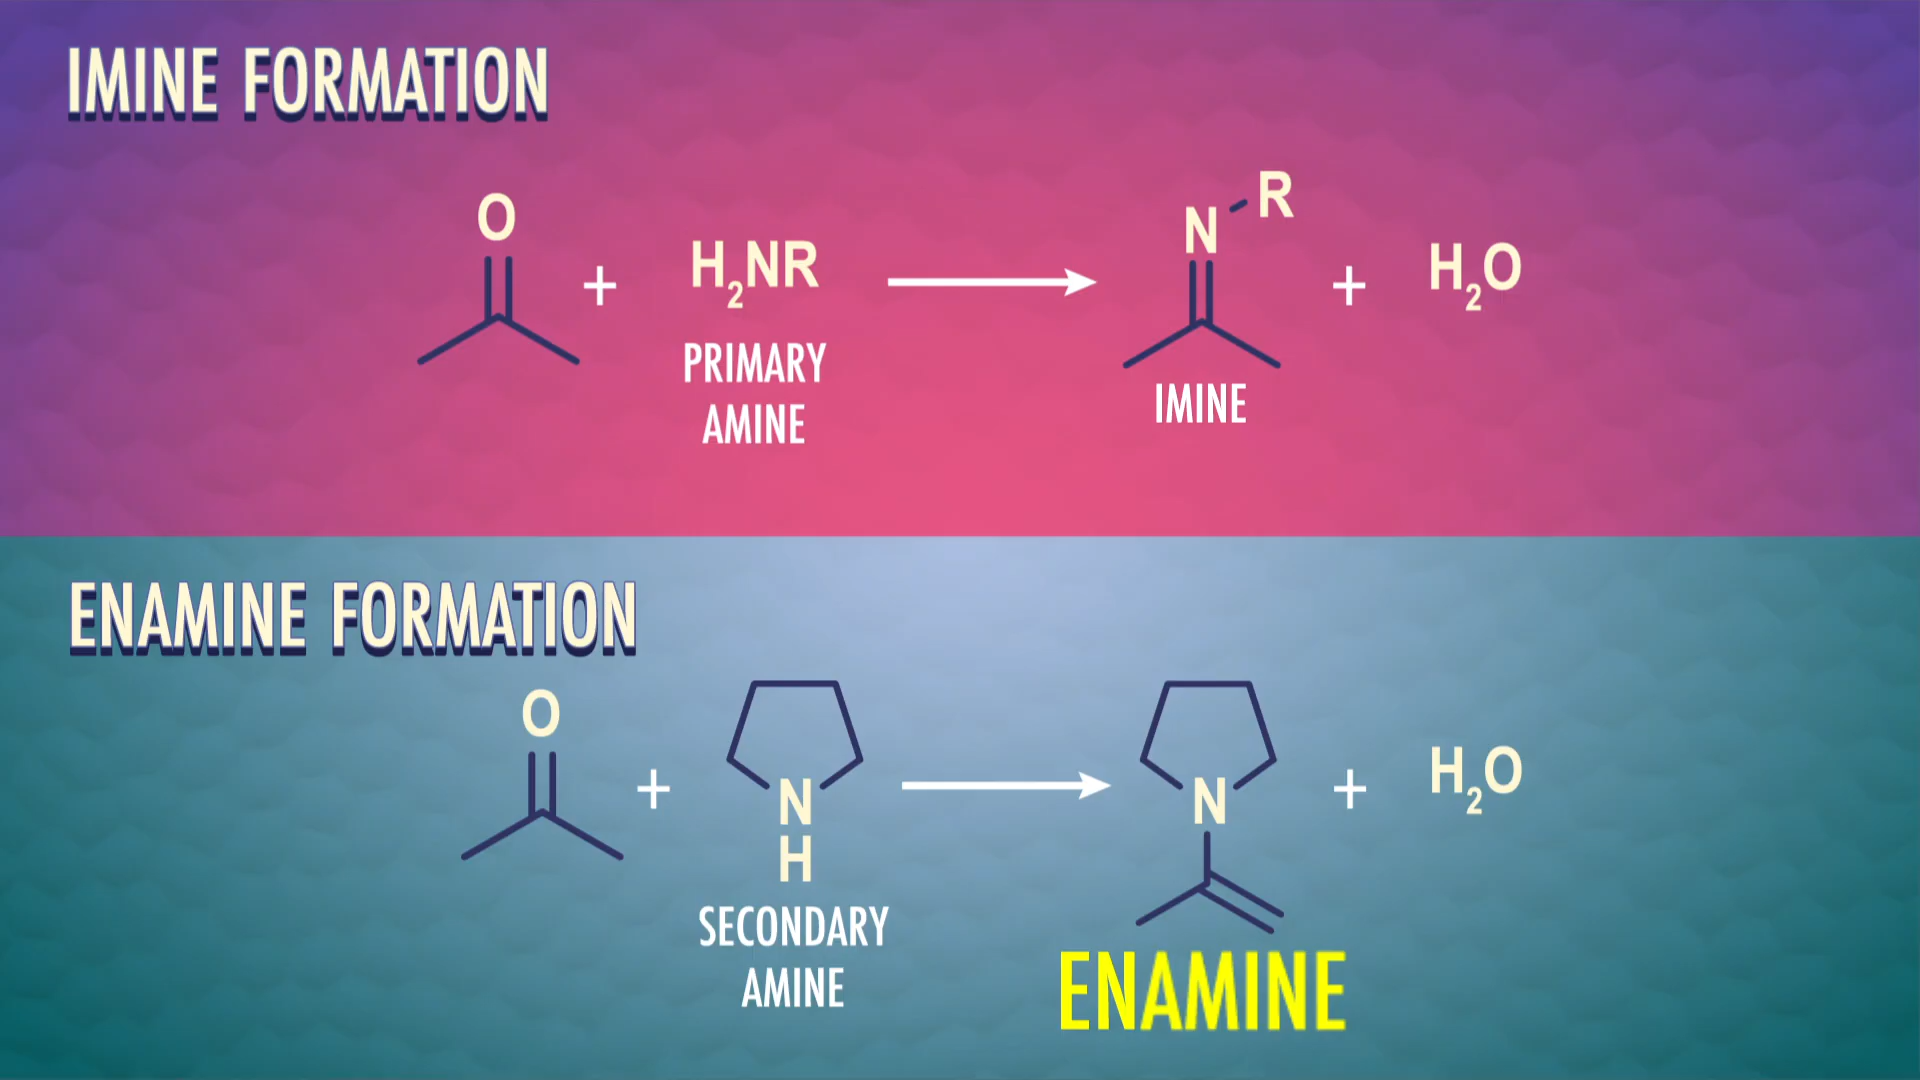 IMINE FORMATION
O
+
H₂NR
PRIMARY
AMINE
N
R
IMINE
+
H₂O
ENAMINE FORMATION
O
+
N
H
SECONDARY
AMINE
N
ENAMINE
+
H₂O